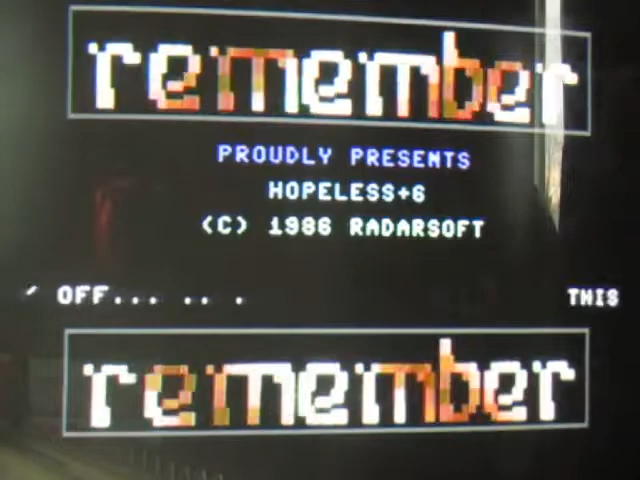 remember
PROUDLY PRESENTS
HOPELESS+6
(C) 1986 RADARSOFT
OFF... .. . THIS
remember